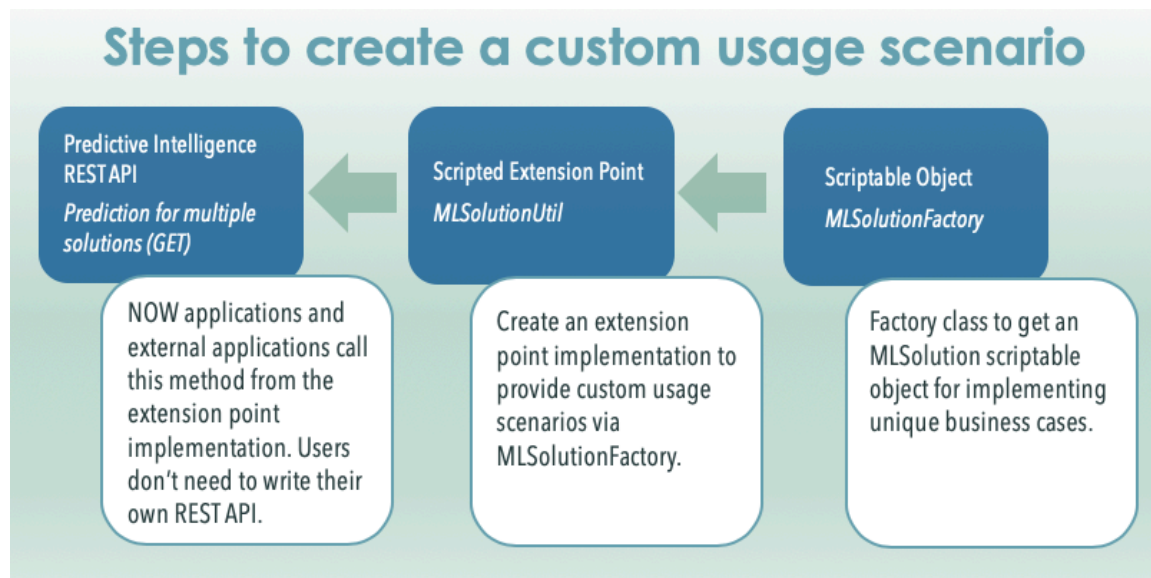 Steps to create a custom usage scenario
Predictive Intelligence
REST API
Prediction for multiple
solutions (GET)
NOW applications and
external applications call
this method from the
extension point
implementation. Users
don't need to write their
own REST API.
Scripted Extension Point
MLSolutionUtil
Create an extension
point implementation to
provide custom usage
scenarios via
MLSolutionFactory.
Scriptable Object
MLSolutionFactory
Factory class to get an
MLSolution scriptable
object for implementing
unique business cases.